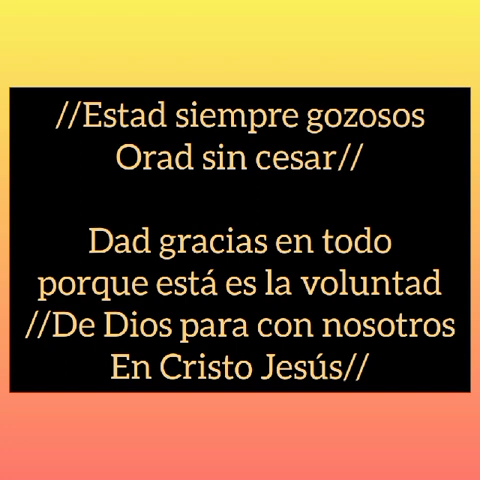 //Estad siempre gozosos
Orad sin cesar//
Dad gracias en todo
porque está es la voluntad
//De Dios para con nosotros
En Cristo Jesús//